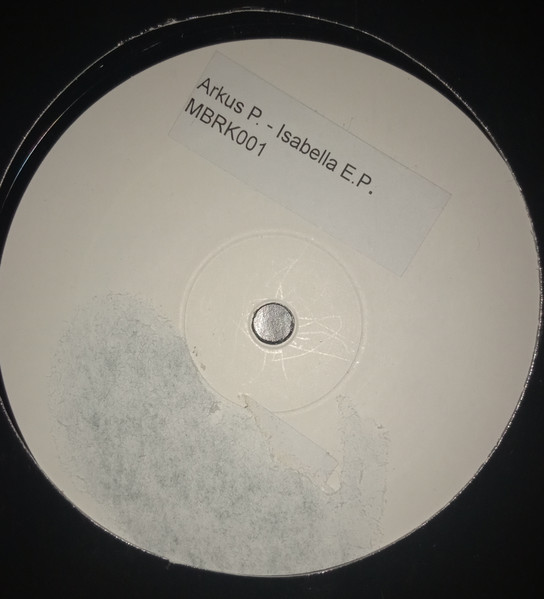 Arkus P. - Isabella E.P.
MBRK001